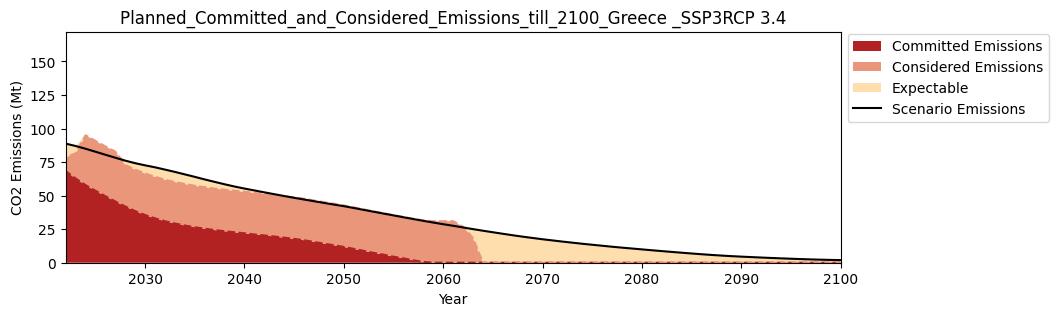 Planned_Committed_and_Considered_Emissions_till_2100_Greece _SSP3RCP 3.4
Committed Emissions
Considered Emissions
Expectable
Scenario Emissions
CO2 Emissions (Mt)
150
125
100
75
50
25
0
2030 2040 2050 2060 2070 2080 2090 2100
Year